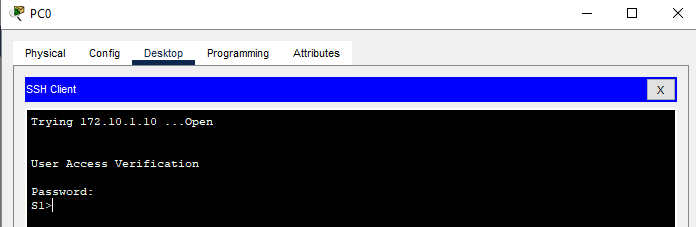 PC0
Physical Config Desktop Programming Attributes
SSH Client X
Trying 172.10.1.10 ...Open
User Access Verification
Password:
S1>